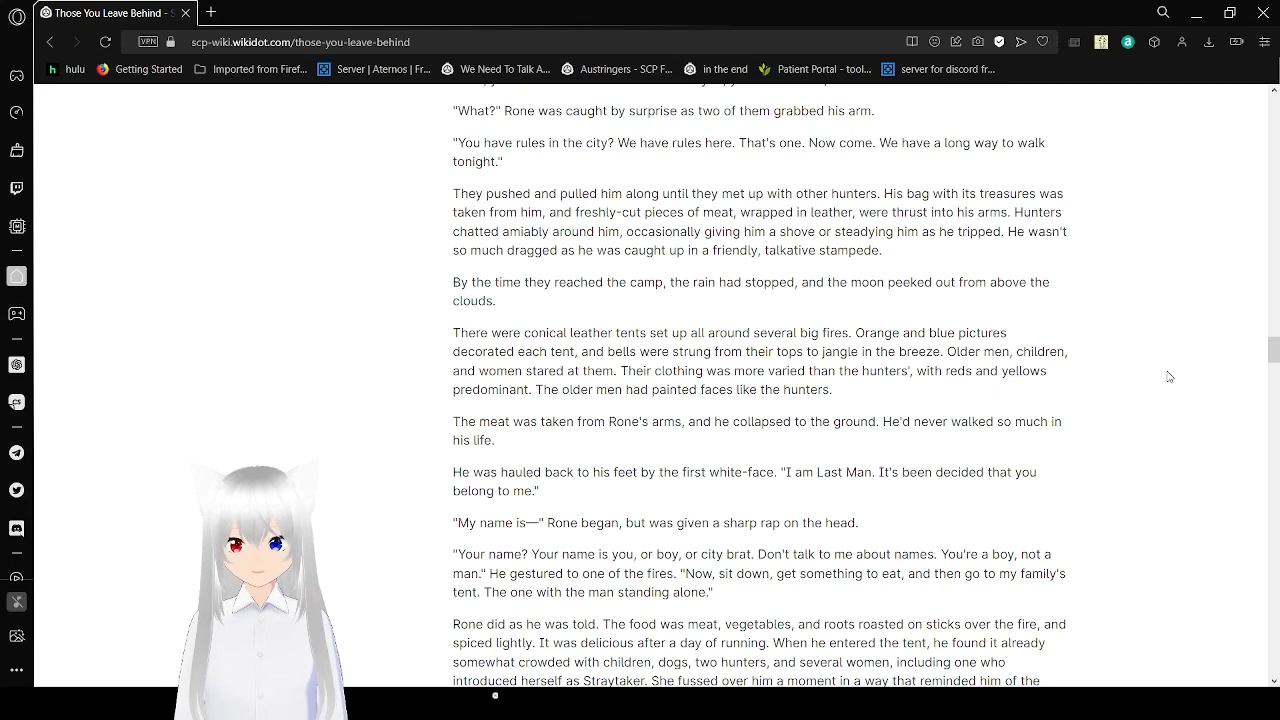 Those You Leave Behind - S
scp-wiki.wikidot.com/those-you-leave-behind
VPN
hulu
Getting Started
Imported from Firef...
Server | Aternos | Fr...
We Need To Talk A...
Austringers - SCP F...
in the end
Patient Portal - tool...
server for discord fr...
"What?" Rone was caught by surprise as two of them grabbed his arm.
"You have rules in the city? We have rules here. That's one. Now come. We have a long way to walk
tonight."
They pushed and pulled him along until they met up with other hunters. His bag with its treasures was
taken from him, and freshly-cut pieces of meat, wrapped in leather, were thrust into his arms. Hunters
chatted amiably around him, occasionally giving him a shove or steadying him as he tripped. He wasn't
so much dragged as he was caught up in a friendly, talkative stampede.
By the time they reached the camp, the rain had stopped, and the moon peeked out from above the
clouds.
There were conical leather tents set up all around several big fires. Orange and blue pictures
decorated each tent, and bells were strung from their tops to jangle in the breeze. Older men, children,
and women stared at them. Their clothing was more varied than the hunters', with reds and yellows
predominant. The older men had painted faces like the hunters.
The meat was taken from Rone's arms, and he collapsed to the ground. He'd never walked so much in
his life.
He was hauled back to his feet by the first white-face. "I am Last Man. It's been decided that you
belong to me."
"My name is—" Rone began, but was given a sharp rap on the head.
"Your name? Your name is you, or boy, or city brat. Don't talk to me about names. You're a boy, not a
man." He gestured to one of the fires. "Now, sit down, get something to eat, and then go to my family's
tent. The one with the man standing alone."
Rone did as he was told. The food was meat, vegetables, and roots roasted on sticks over the fire, and
spiced lightly. It was delicious after a day of running. When he entered the tent, he found it already
somewhat crowded with children, dogs, two hunters, and several women, including one who
introduced herself as Straytaker. She fussed over him a moment in a way that reminded him of the